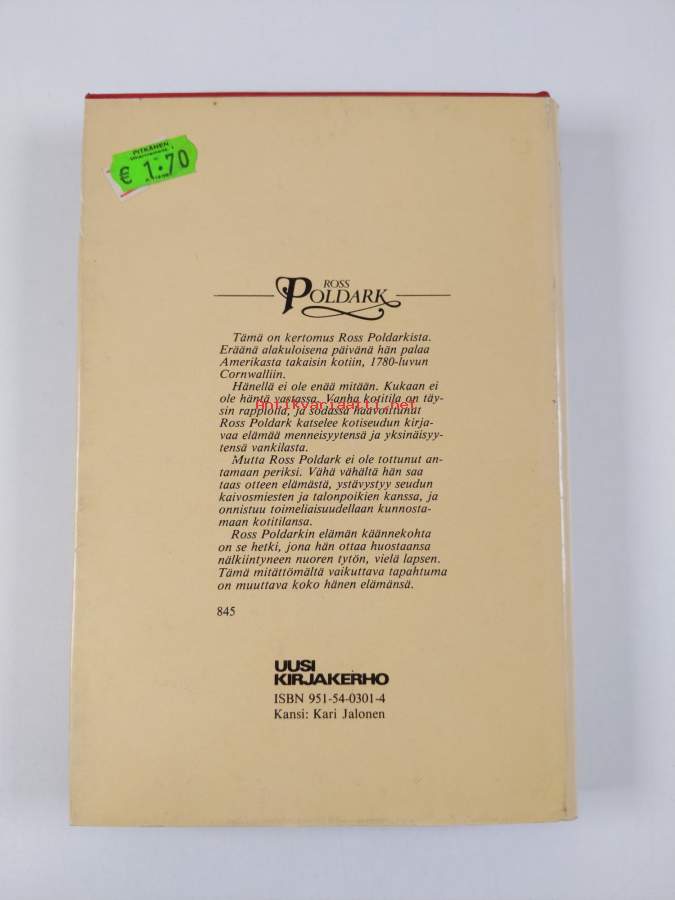 PITKÄNEN
€ 1.70
ROSS
POLDARK
Tämä on kertomus Ross Poldarkista.
Eräänä alakuloisena päivänä hän palaa
Amerikasta takaisin kotiin, 1780-luvun
Cornwalliin.
Hänellä ei ole enää mitään. Kukaan ei
ole häntä vastassa. Vanha kotitila on täy-
antikvariaatti.net
sin rappiolla, ja sodassa haavoittunut
Ross Poldark katselee kotiseudun kirja-
vaa elämää menneisyytensä ja yksinäisyy-
tensä vankilasta.
Mutta Ross Poldark ei ole tottunut an-
tamaan periksi. Vähä vähältä hän saa
taas otteen elämästä, ystävystyy seudun
kaivosmiesten ja talonpoikien kanssa, ja
onnistuu toimeliaisuudellaan kunnosta-
maan kotitilansa.
Ross Poldarkin elämän käännekohta
on se hetki, jona hän ottaa huostaansa
nälkiintyneen nuoren tytön, vielä lapsen.
Tämä mitättömältä vaikuttava tapahtuma
on muuttava koko hänen elämänsä.
845
UUSI
KIRJAKERHO
ISBN 951-54-0301-4
Kansi: Kari Jalonen